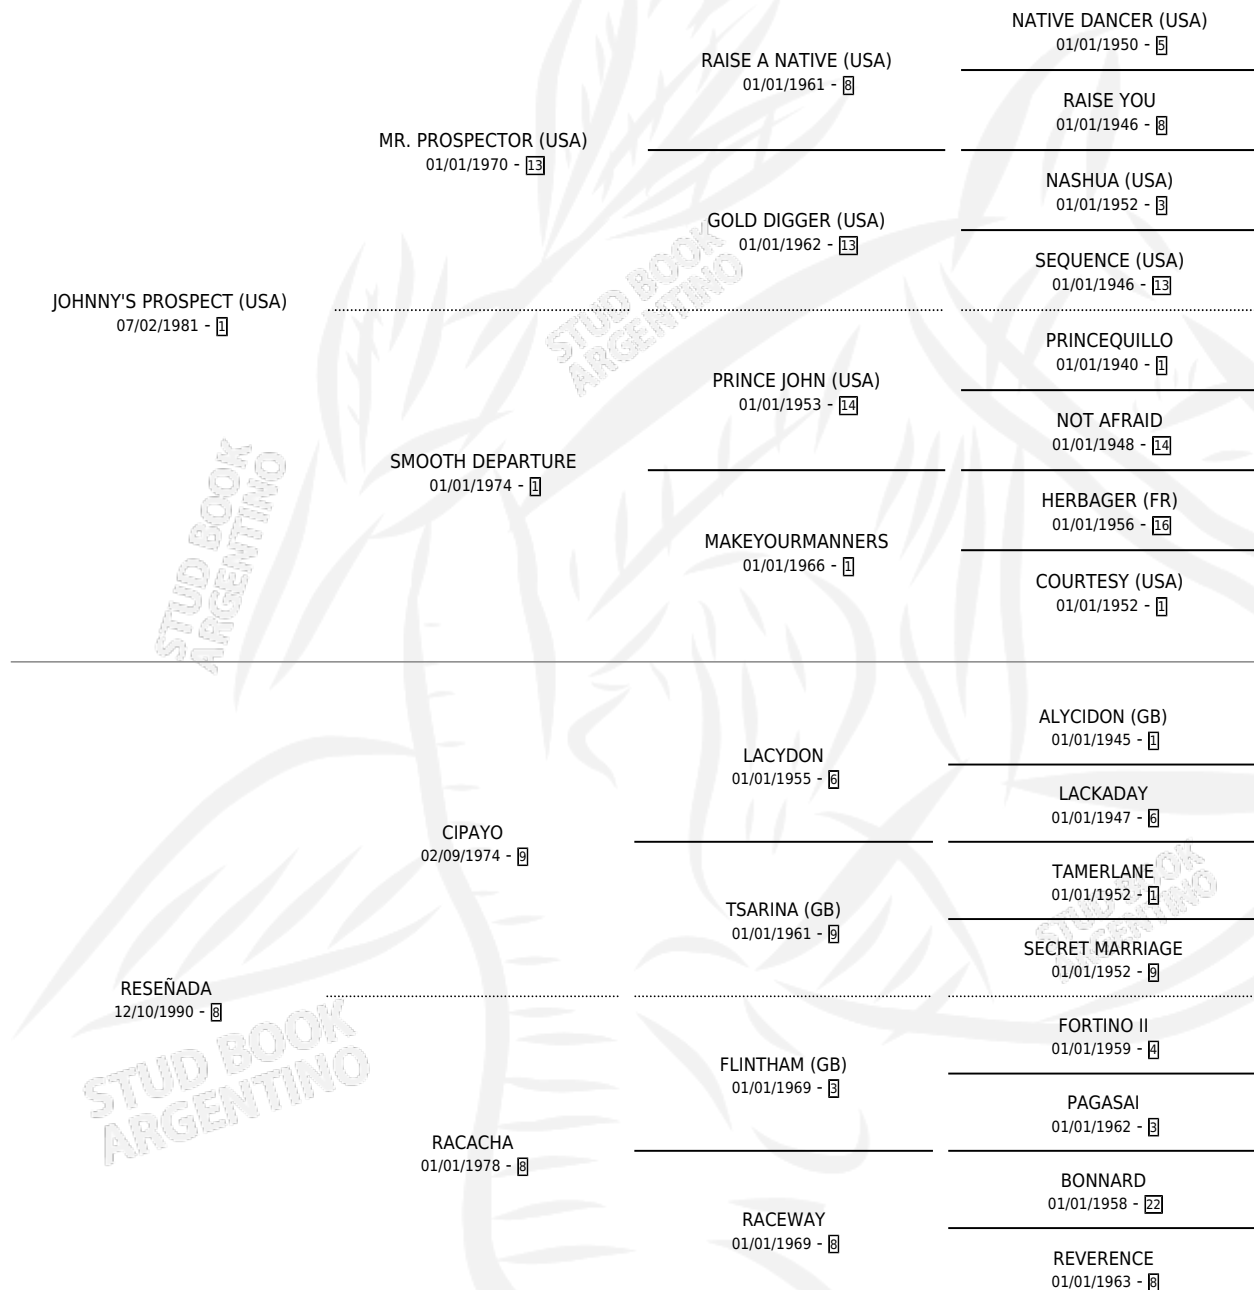 NATIVE DANCER (USA)
01/01/1950 - 5
RAISE A NATIVE (USA)
01/01/1961 - 8
RAISE YOU
01/01/1946 - 8
MR. PROSPECTOR (USA)
01/01/1970 - 13
NASHUA (USA)
01/01/1952 - 3
GOLD DIGGER (USA)
01/01/1962 - 13
SEQUENCE (USA)
01/01/1946 - 13
JOHNNY'S PROSPECT (USA)
07/02/1981 - 1
PRINCEQUILLO
01/01/1940 - 1
PRINCE JOHN (USA)
01/01/1953 - 14
NOT AFRAID
01/01/1948 - 14
SMOOTH DEPARTURE
01/01/1974 - 1
HERBAGER (FR)
01/01/1956 - 16
MAKEYOURMANNERS
01/01/1966 - 1
COURTESY (USA)
01/01/1952 - 1
ALYCIDON (GB)
01/01/1945 - 1
LACYDON
01/01/1955 - 6
LACKADAY
01/01/1947 - 6
CIPAYO
02/09/1974 - 9
TAMERLANE
01/01/1952 - 1
TSARINA (GB)
01/01/1961 - 9
SECRET MARRIAGE
01/01/1952 - 9
RESEÑADA
12/10/1990 - 8
FORTINO II
01/01/1959 - 4
FLINTHAM (GB)
01/01/1969 - 3
PAGASAI
01/01/1962 - 3
RACACHA
01/01/1978 - 8
BONNARD
01/01/1958 - 22
RACEWAY
01/01/1969 - 8
REVERENCE
01/01/1963 - 8
STUD BOOK
ARGENTINO
STUD BOOK
ARGENTINO
STUD BOOK
ARGENTINO
STUD BOOK
ARGENTINO